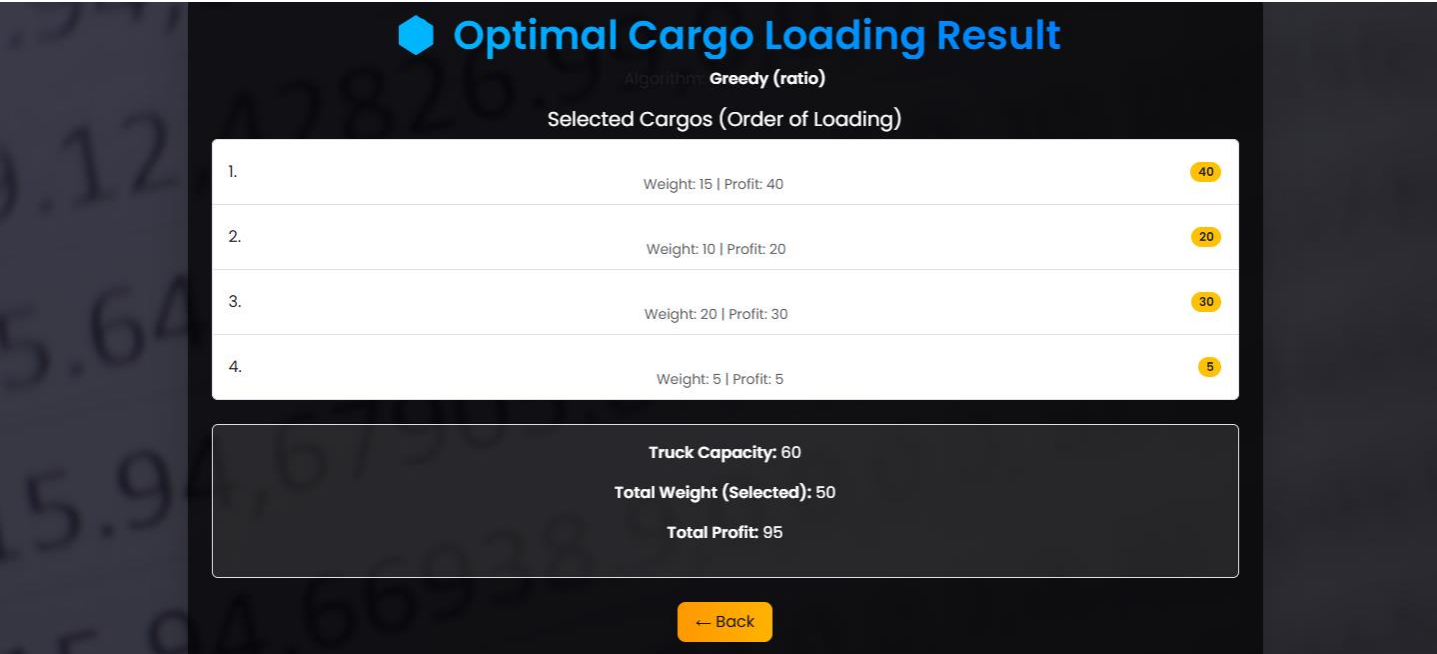 Optimal Cargo Loading Result
Algorithm: Greedy (ratio)
Selected Cargos (Order of Loading)
1.
Weight: 15 | Profit: 40
40
2.
Weight: 10 | Profit: 20
20
3.
Weight: 20 | Profit: 30
30
4.
Weight: 5 | Profit: 5
5
Truck Capacity: 60
Total Weight (Selected): 50
Total Profit: 95
← Back